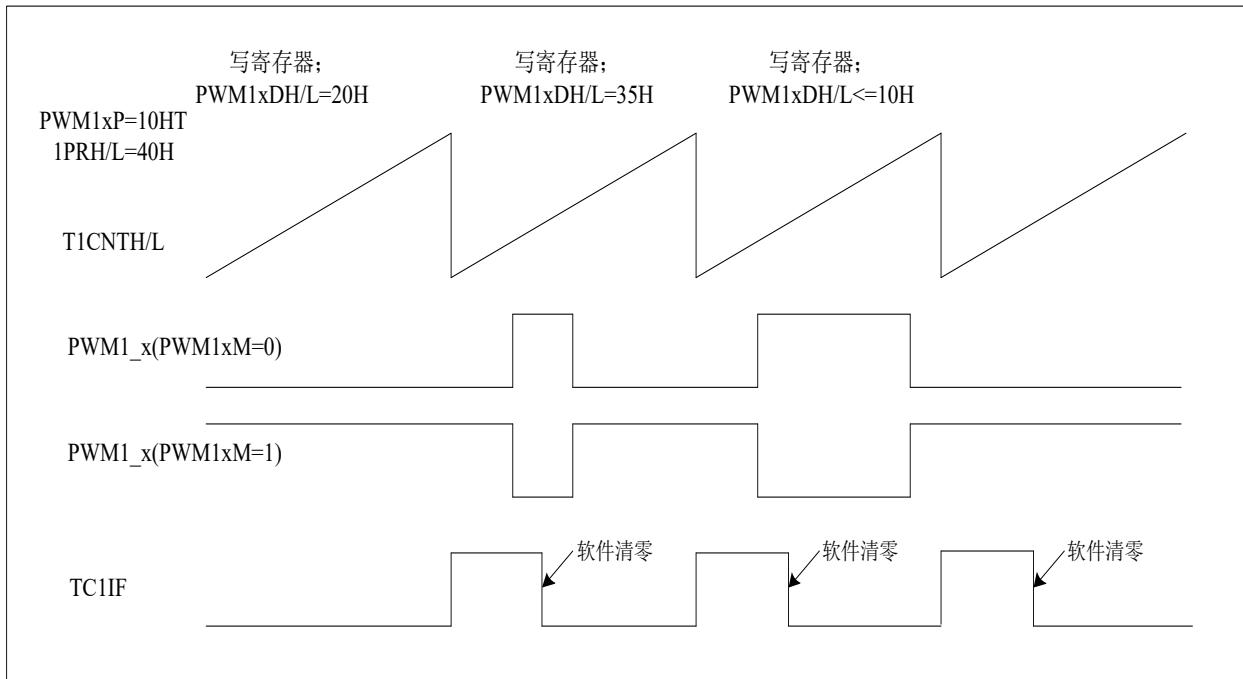 写寄存器；
PWM1xDH/L=20H
写寄存器；
PWM1xDH/L=35H
写寄存器；
PWM1xDH/L<=10H
PWM1xP=10HT
1PRH/L=40H
T1CNTH/L
PWM1_x(PWM1xM=0)
PWM1_x(PWM1xM=1)
软件清零
软件清零
软件清零
TC1IF